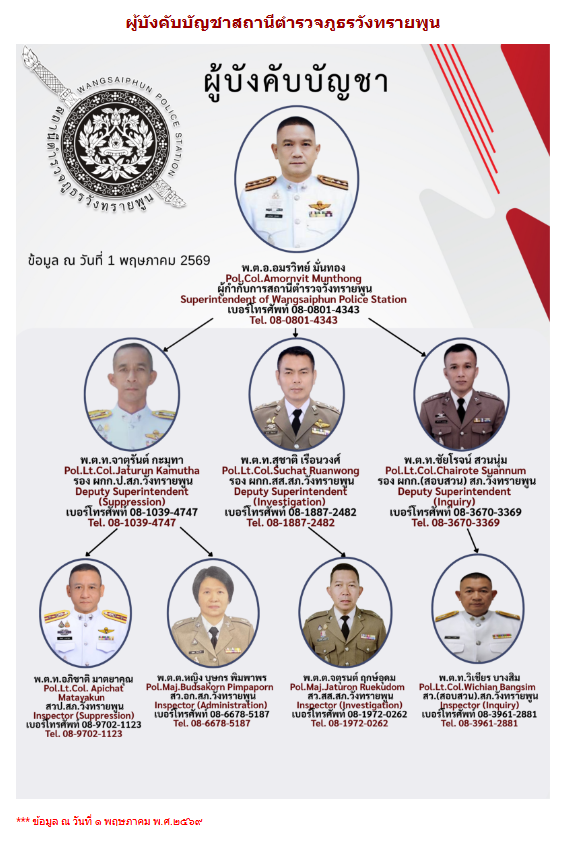 ผู้บังคับบัญชาสถานีตำรวจภูธรวังทรายพูน
WANGSAIPHUN POLICE STATION
สถานีตำรวจภูธรวังทรายพูน
ผู้บังคับบัญชา
ข้อมูล ณ วันที่ 1 พฤษภาคม 2569
พ.ต.อ.อมรวิทย์ มั่นทอง
Pol.Col.Amornvit Munthong
ผู้กำกับการสถานีตำรวจวังทรายพูน
Superintendent of Wangsaiphun Police Station
เบอร์โทรศัพท์ 08-0801-4343
Tel. 08-0801-4343
พ.ต.ท.จาตุรันต์ กะมุทา
Pol.Lt.Col.Jaturun Kamutha
รอง ผกก.ป.สภ.วังทรายพูน
Deputy Superintendent
(Suppression)
เบอร์โทรศัพท์ 08-1039-4747
Tel. 08-1039-4747
พ.ต.ท.สุชาติ เรือนวงศ์
Pol.Lt.Col.Suchat Ruanwong
รอง ผกก.สส.สภ.วังทรายพูน
Deputy Superintendent
(Investigation)
เบอร์โทรศัพท์ 08-1887-2482
Tel. 08-1887-2482
พ.ต.ท.ชัยโรจน์ สวนนุ่ม
Pol.Lt.Col.Chairote Suannum
รอง ผกก.(สอบสวน) สภ.วังทรายพูน
Deputy Superintendent
(Inquiry)
เบอร์โทรศัพท์ 08-3670-3369
Tel. 08-3670-3369
พ.ต.ท.อภิชาติ มาตยาคุณ
Pol.Lt.Col. Apichat
Matayakun
สวป.สภ.วังทรายพูน
Inspector (Suppression)
เบอร์โทรศัพท์ 08-9702-1123
Tel. 08-9702-1123
พ.ต.ต.หญิง บุษกร พิมพาพร
Pol.Maj.Budsakorn Pimpaporn
สว.อก.สภ.วังทรายพูน
Inspector (Administration)
เบอร์โทรศัพท์ 08-6678-5187
Tel. 08-6678-5187
พ.ต.ต.จตุรนต์ ฤกษ์อุดม
Pol.Maj.Jaturon Ruekudom
สว.สส.สภ.วังทรายพูน
Inspector (Investigation)
เบอร์โทรศัพท์ 08-1972-0262
Tel. 08-1972-0262
พ.ต.ท.วิเชียร บางสิม
Pol.Lt.Col.Wichian Bangsim
สว.(สอบสวน).สภ.วังทรายพูน
Inspector (Inquiry)
เบอร์โทรศัพท์ 08-3961-2881
Tel. 08-3961-2881
*** ข้อมูล ณ วันที่ ๑ พฤษภาคม พ.ศ.๒๕๖๙